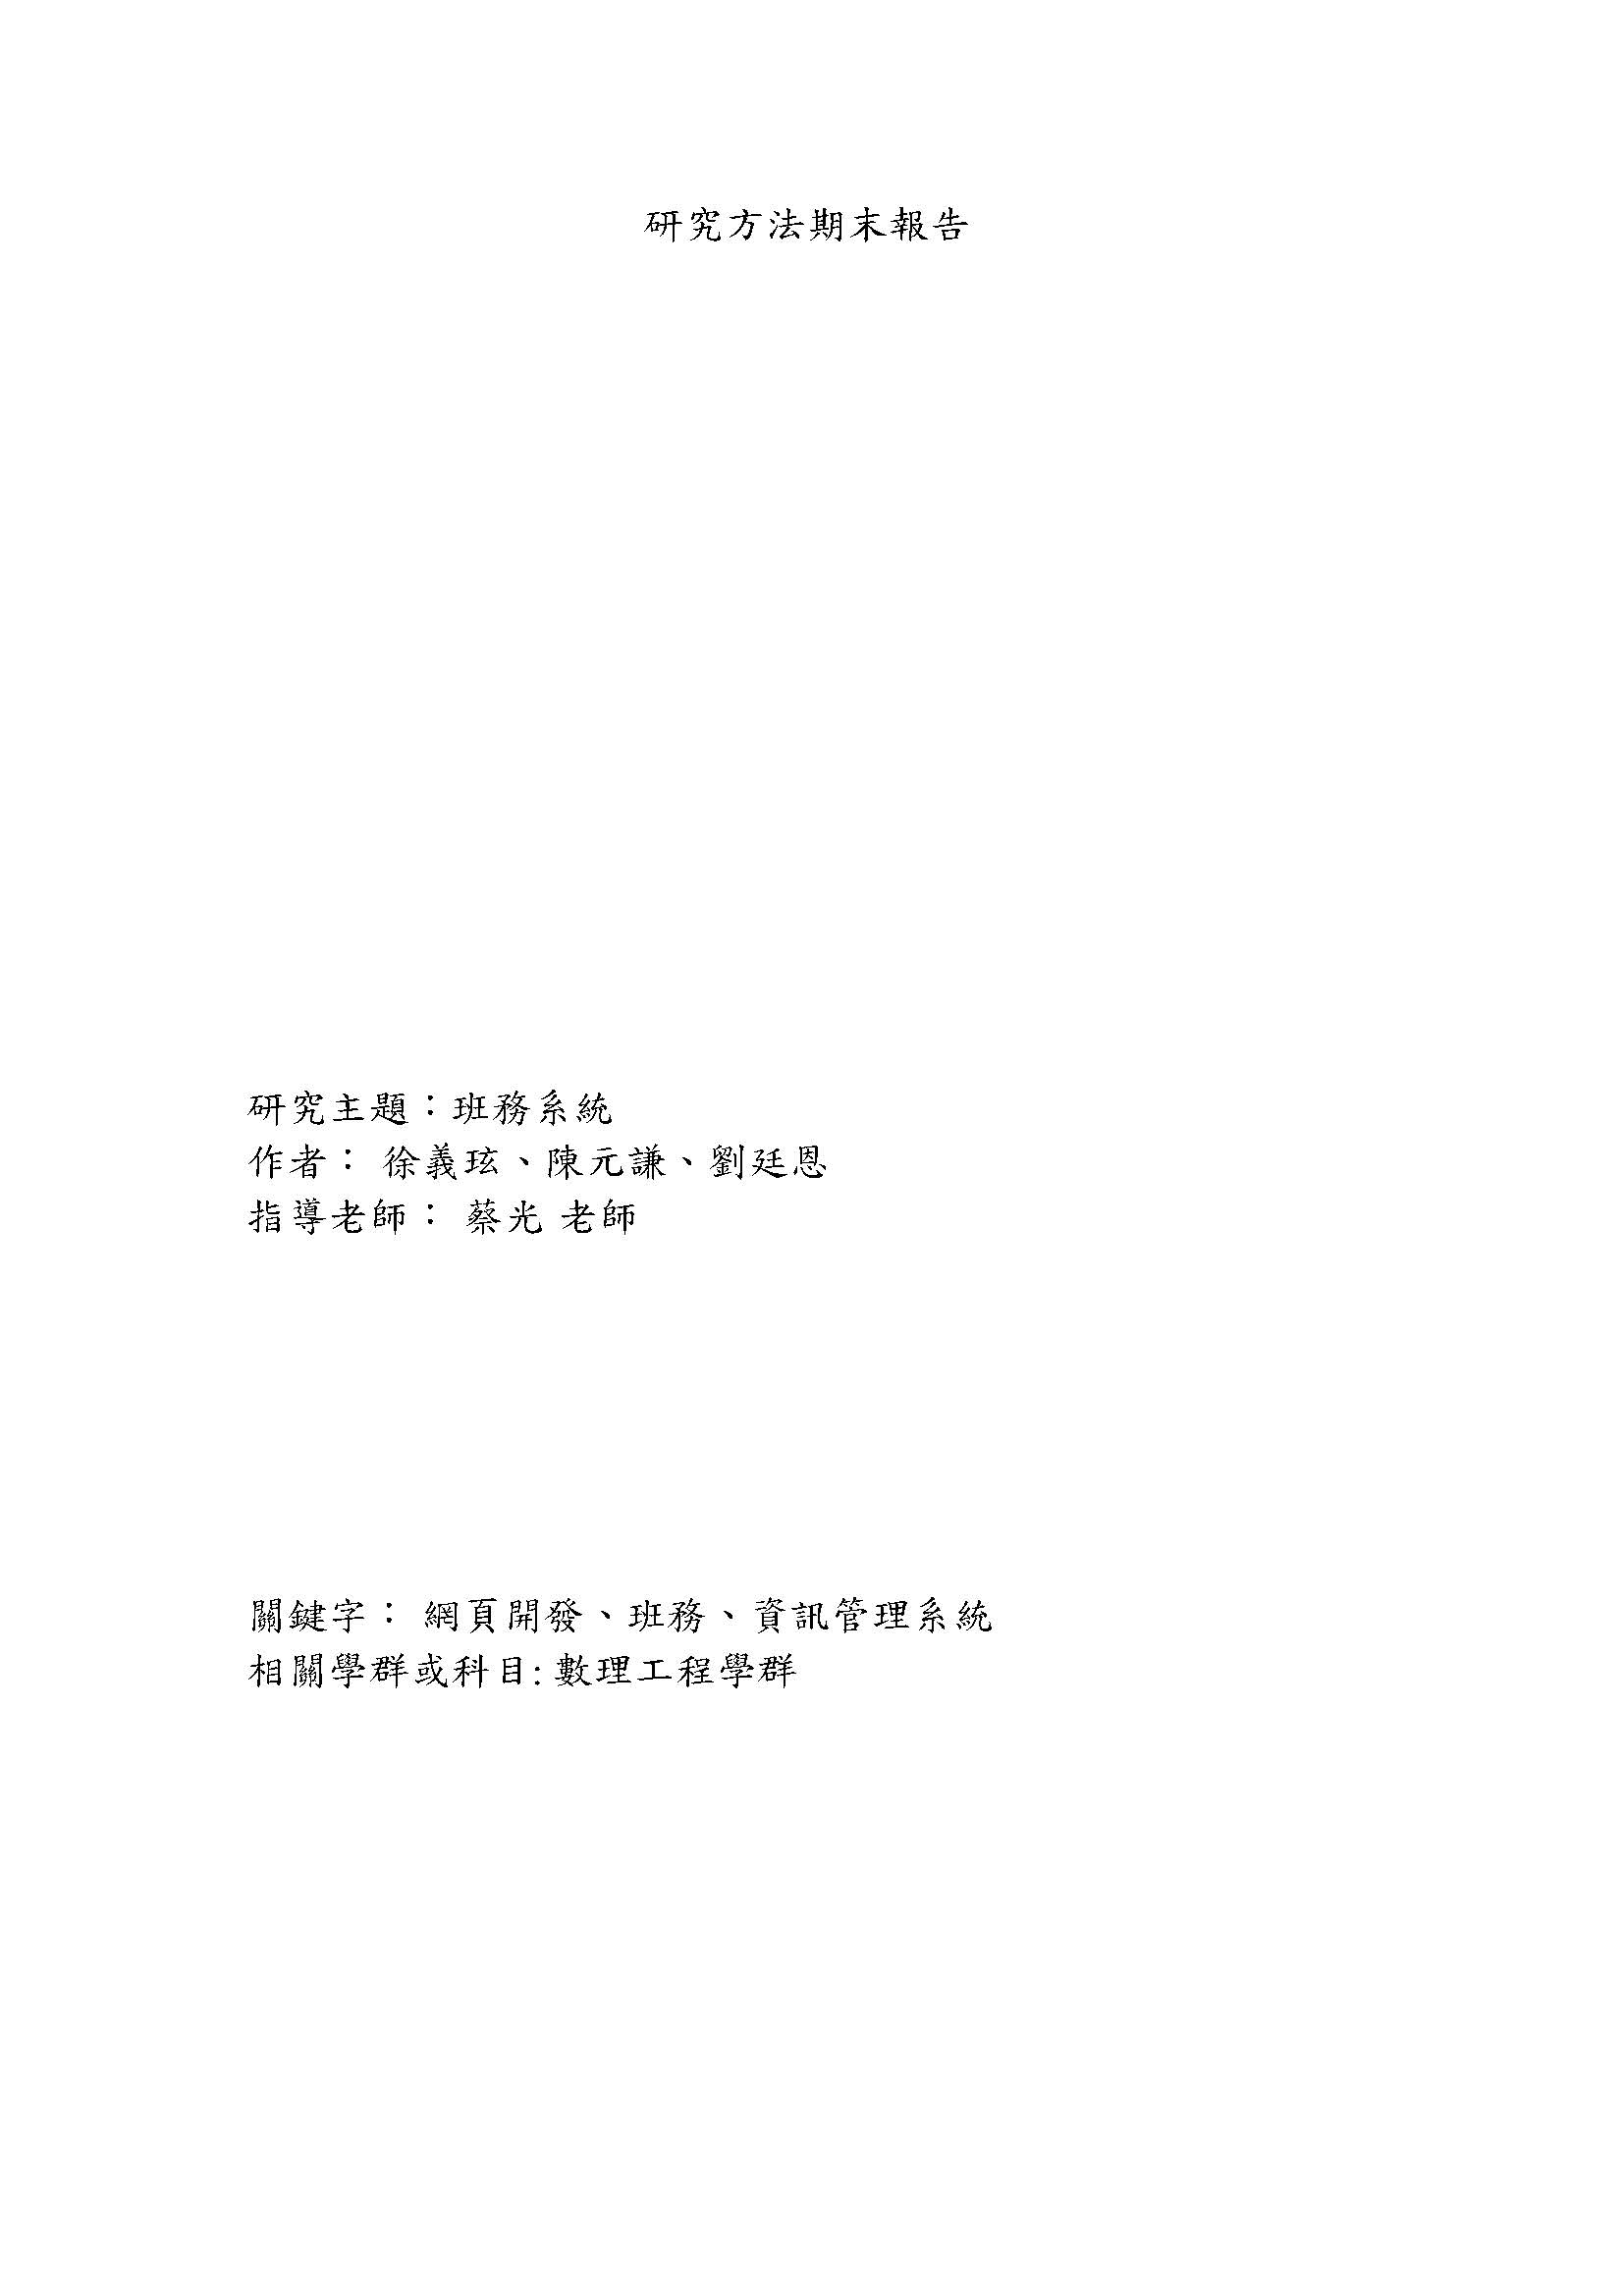 研究方法期末報告
研究主題：班務系統
作者： 徐義玹、陳元謙、劉廷恩
指導老師： 蔡光 老師
關鍵字： 網頁開發、班務、資訊管理系統
相關學群或科目: 數理工程學群